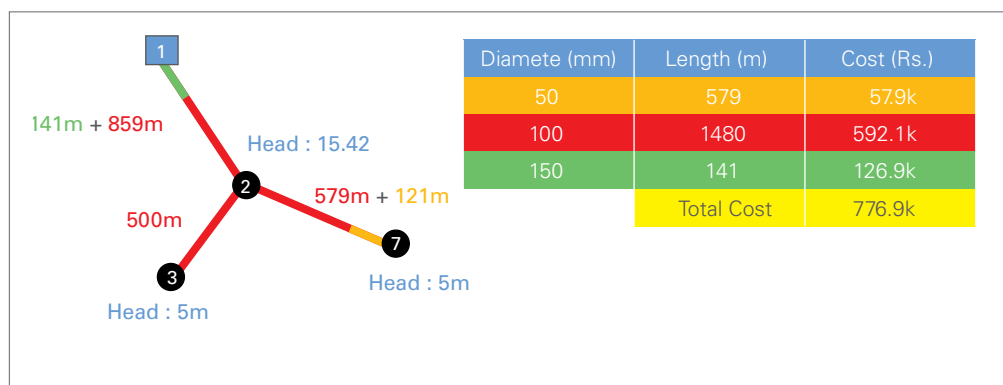 1
141m + 859m
Head : 15.42
2
579m + 121m
500m
7
3
Head : 5m
Head : 5m
Diamete (mm) Length (m) Cost (Rs.)
50 579 57.9k
100 1480 592.1k
150 141 126.9k
Total Cost 776.9k